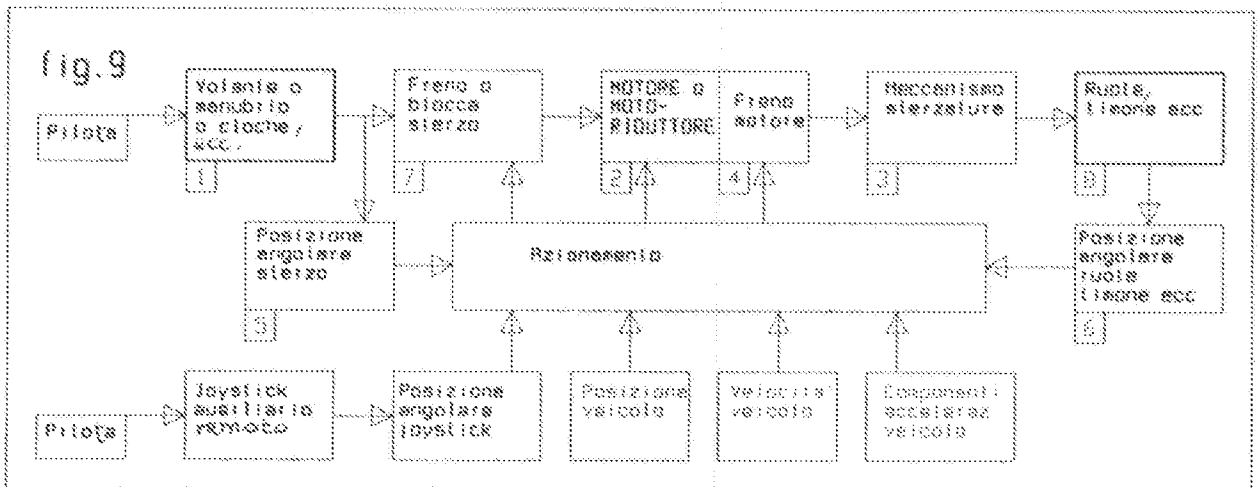 fig.9
Pilota
Volante o
manubrio
o cloche,
ecc.
1
Freno o
blocca
sterzo
7
MOTORE o
MOTO-
RIDUTTORE
2
Freno
motore
4
Meccanismo
sterzature
3
Ruote,
timone ecc
8
Posizione
angolare
sterzo
5
Azionamento
Posizione
angolare
ruote
timone ecc
6
Pilota
Joystick
ausiliario
remoto
Posizione
angolare
joystick
Posizione
veicolo
Velocita'
veicolo
Componenti
acceleraz
veicolo